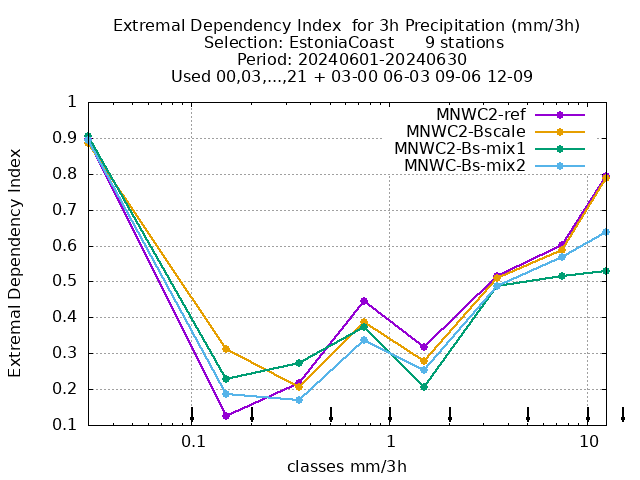 Extremal Dependency Index  for 3h Precipitation (mm/3h)
Selection: EstoniaCoast      9 stations
Period: 20240601-20240630
Used 00,03,...,21 + 03-00 06-03 09-06 12-09
MNWC2-ref
MNWC2-Bscale
MNWC2-Bs-mix1
MNWC-Bs-mix2
Extremal Dependency Index
1
0.9
0.8
0.7
0.6
0.5
0.4
0.3
0.2
0.1
0.1 1 10
classes mm/3h